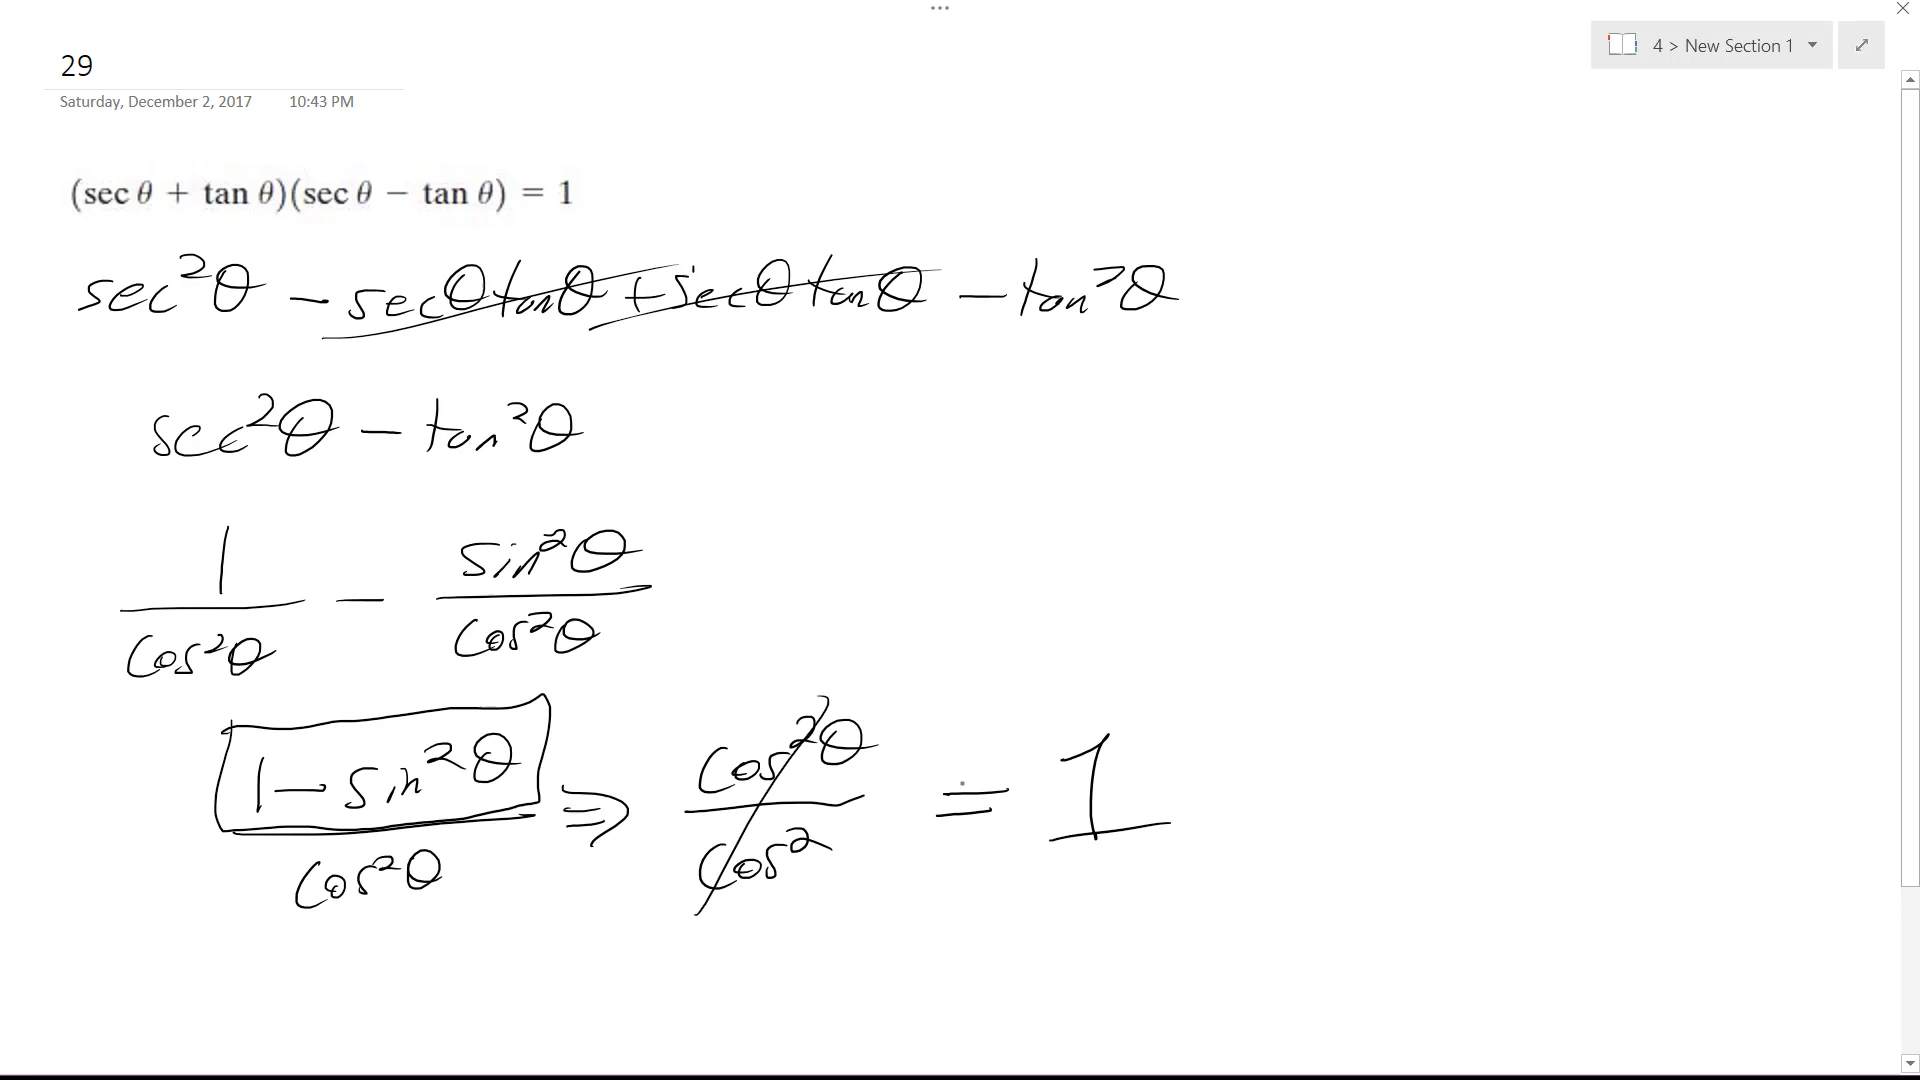 ...
4 > New Section 1
29
Saturday, December 2, 2017 10:43 PM
(sec θ + tan θ)(sec θ − tan θ) = 1
sec²θ − secθtanθ + secθtanθ − tan²θ
sec²θ − tan²θ
1/cos²θ − sin²θ/cos²θ
1 − sin²θ/cos²θ ⇒ cos²θ/cos² = 1